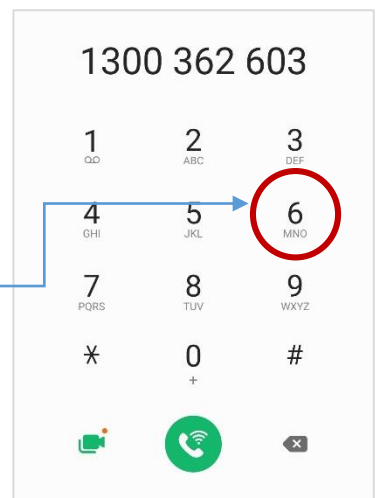 1300 362 603
1 2 3
ABC DEF
4 5 6
GHI JKL MNO
7 8 9
PQRS TUV WXYZ
* 0 #
+